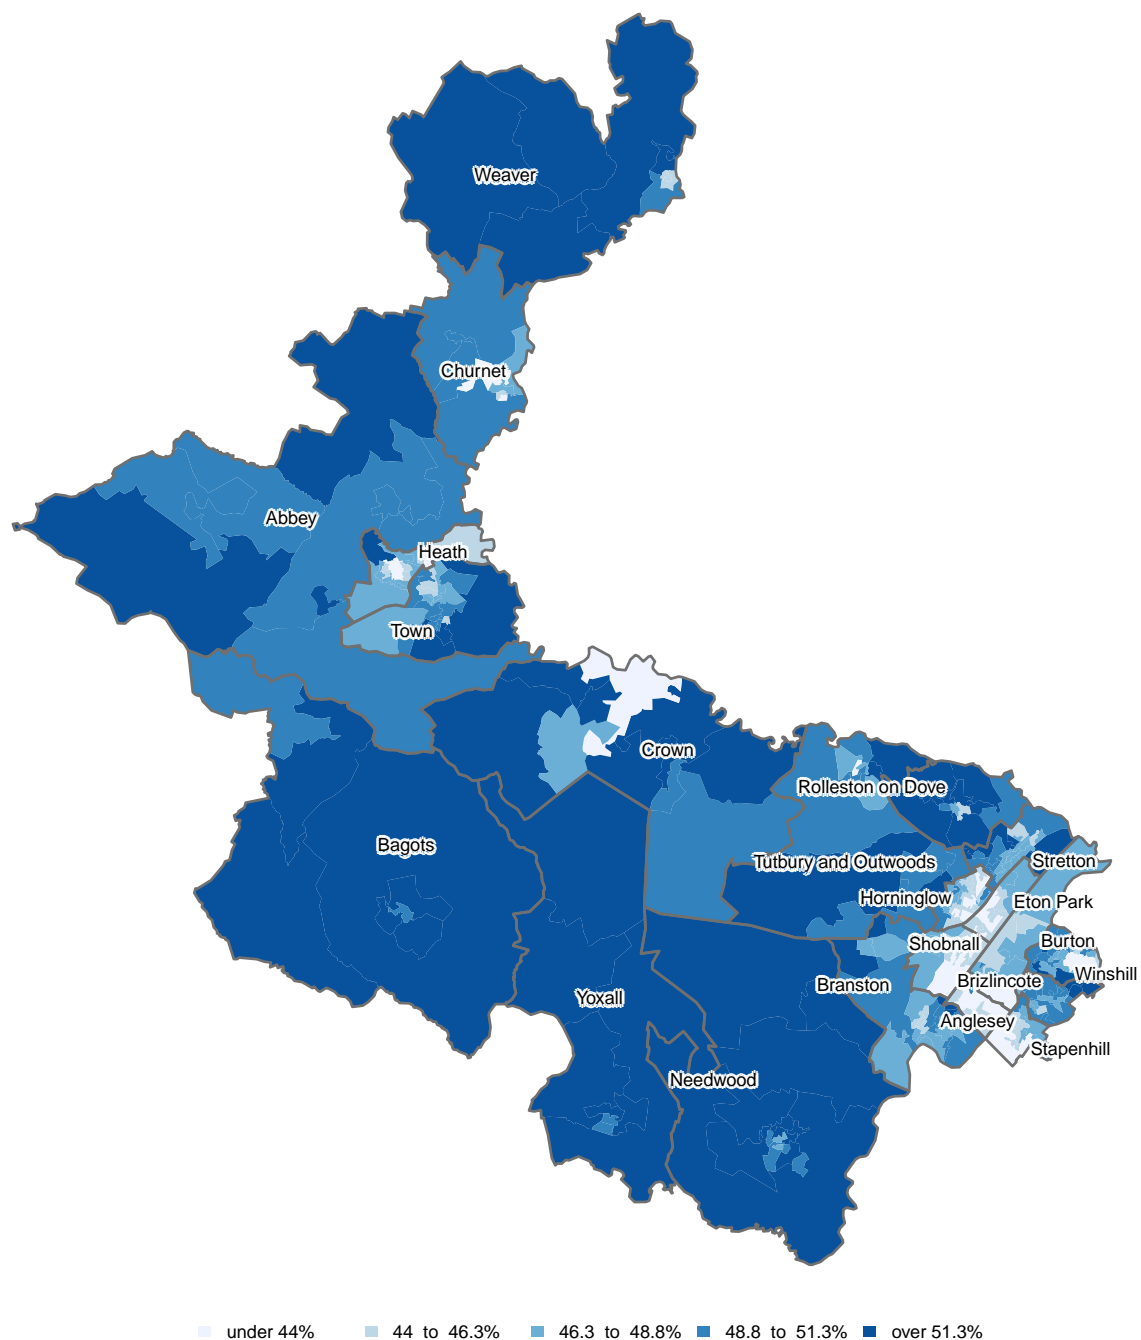 Weaver
Churnet
Abbey
Heath
Town
Crown
Rolleston on Dove
Bagots
Tutbury and Outwoods
Stretton
Horninglow
Eton Park
Shobnall
Burton
Winshill
Brizlincote
Branston
Yoxall
Anglesey
Stapenhill
Needwood
under 44% 44 to 46.3% 46.3 to 48.8% 48.8 to 51.3% over 51.3%